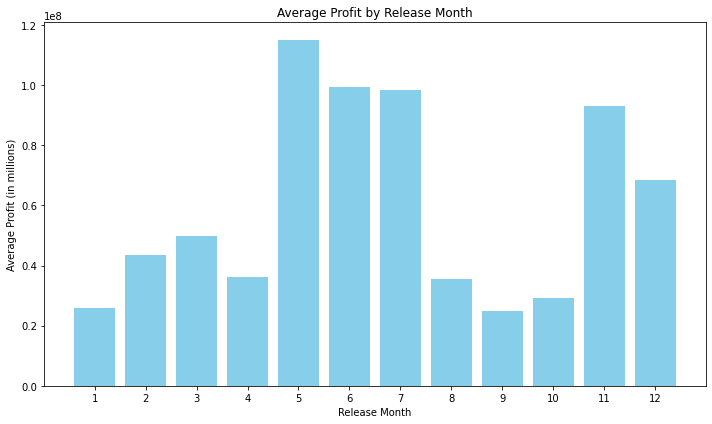 Average Profit by Release Month
1e8
1.2
1.0
0.8
0.6
0.4
0.2
0.0
Average Profit (in millions)
1 2 3 4 5 6 7 8 9 10 11 12
Release Month